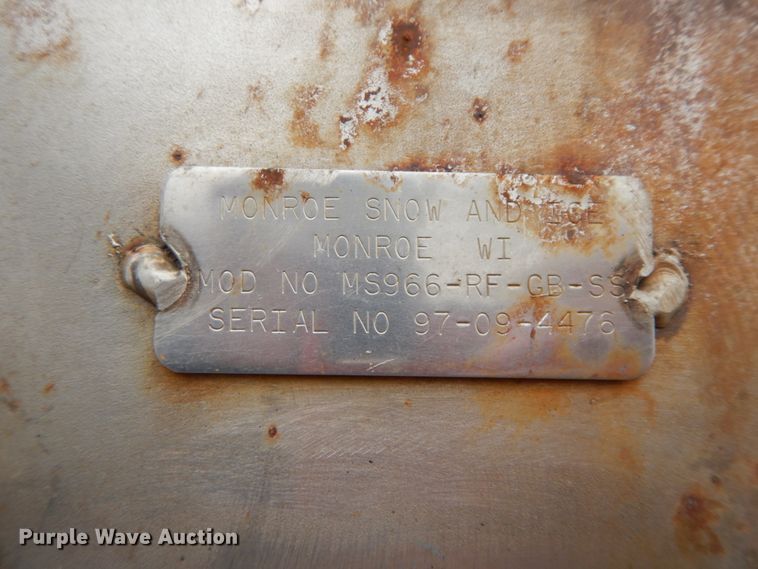 MONROE SNOW AND ICE
MONROE WI
MOD NO MS966-RF-GB-SS
SERIAL NO 97-09-4476
Purple Wave Auction